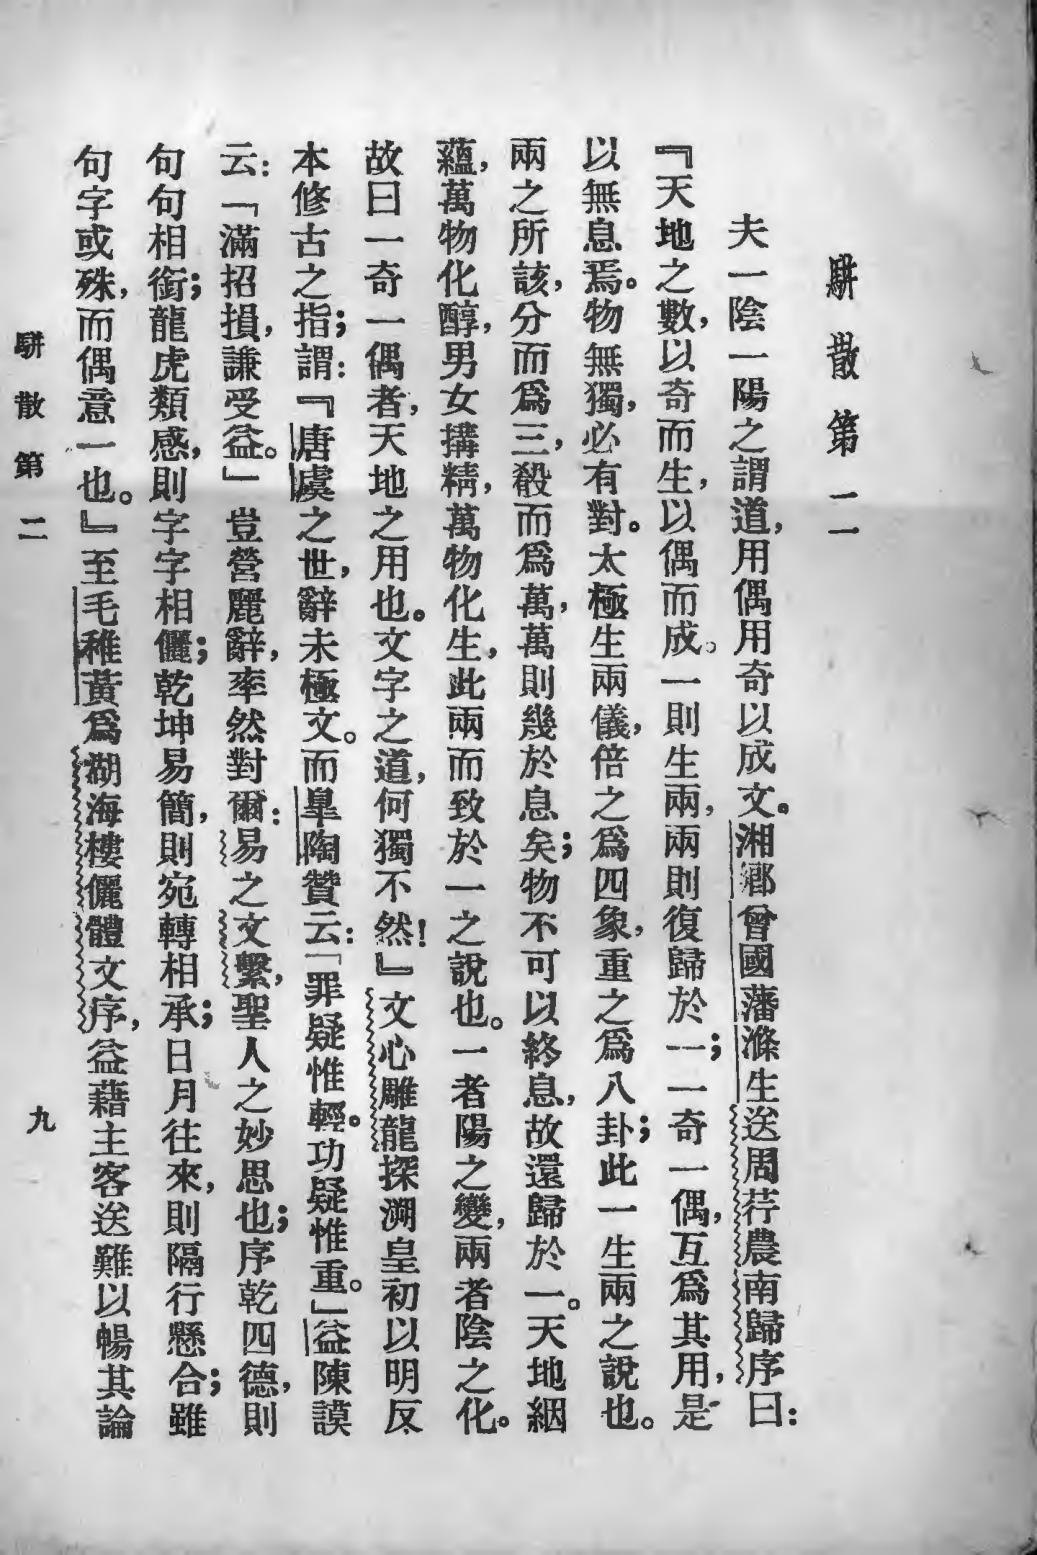 駢散第二
夫一陰一陽之謂道,用偶用奇以成文。湘鄉曾國藩滌生送周荇農南歸序曰:
『天地之數,以奇而生,以偶而成。一則生兩,兩則復歸於一;一奇一偶,互爲其用,是
以無息焉。物無獨,必有對。太極生兩儀,倍之爲四象,重之爲八卦;此一生兩之說也。
兩之所該,分而爲三,殽而爲萬,萬則幾於息矣;物不可以終息,故還歸於一。天地絪
蘊,萬物化醇,男女搆精,萬物化生,此兩而致於一之說也。一者陽之變,兩者陰之化。
故曰一奇一偶者,天地之用也。文字之道,何獨不然!』文心雕龍探溯皇初以明反
本修古之指;謂:『唐虞之世,辭未極文。而臯陶贊云:「罪疑惟輕。功疑惟重。」益陳謨
云:「滿招損,謙受益。」豈營麗辭,率然對爾:易之文繫,聖人之妙思也;序乾四德,則
句句相銜;龍虎類感,則字字相儷;乾坤易簡,則宛轉相承;日月往來,則隔行懸合;雖
句字或殊,而偶意一也。』至毛稚黃爲湖海樓儷體文序,益藉主客送難以暢其論
駢散第二
九